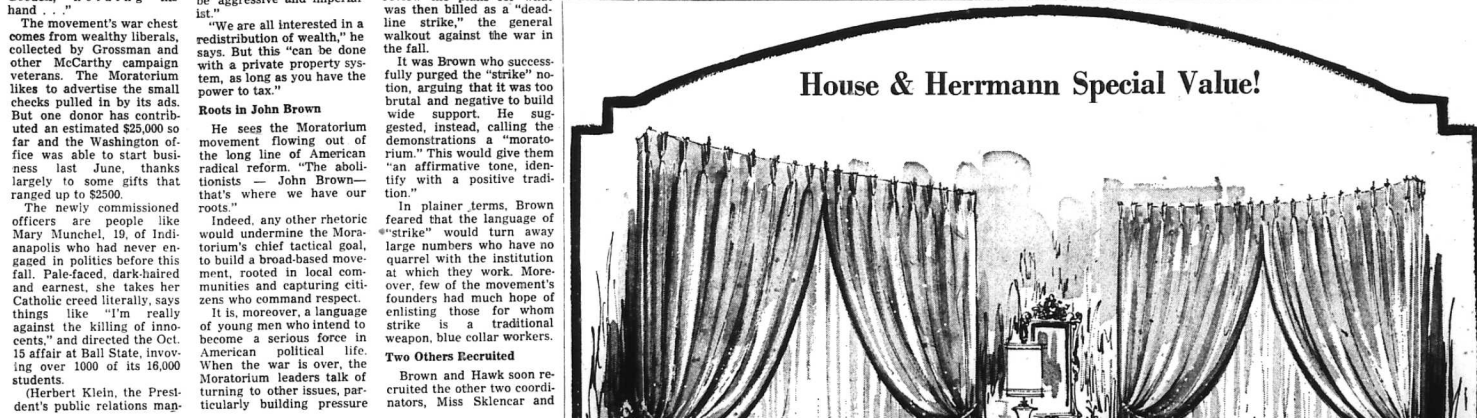 hand . . ."
The movement's war chest
comes from wealthy liberals,
collected by Grossman and
other McCarthy campaign
veterans. The Moratorium
likes to advertise the small
checks pulled in by its ads.
But one donor has contrib-
uted an estimated $25,000 so
far and the Washington of-
fice was able to start busi-
ness last June, thanks
largely to some gifts that
ranged up to $2500.
The newly commissioned
officers are people like
Mary Munchel, 19, of Indi-
anapolis who had never en-
gaged in politics before this
fall. Pale-faced, dark-haired
and earnest, she takes her
Catholic creed literally, says
things like "I'm really
against the killing of inno-
cents," and directed the Oct.
15 affair at Ball State, invov-
ing over 1000 of its 16,000
students.
(Herbert Klein, the Presi-
dent's public relations man-
be aggressive and imperial-
ist."
"We are all interested in a
redistribution of wealth," he
says. But this "can be done
with a private property sys-
tem, as long as you have the
power to tax."
Roots in John Brown
He sees the Moratorium
movement flowing out of
the long line of American
radical reform. "The aboli-
tionists — John Brown—
that's where we have our
roots."
Indeed, any other rhetoric
would undermine the Mora-
torium's chief tactical goal,
to build a broad-based move-
ment, rooted in local com-
munities and capturing citi-
zens who command respect.
It is, moreover, a language
of young men who intend to
become a serious force in
American political life.
When the war is over, the
Moratorium leaders talk of
turning to other issues, par-
ticularly building pressure
was then billed as a "dead-
line strike," the general
walkout against the war in
the fall.
It was Brown who success-
fully purged the "strike" no-
tion, arguing that it was too
brutal and negative to build
wide support. He sug-
gested, instead, calling the
demonstrations a "morato-
rium." This would give them
"an affirmative tone, iden-
tify with a positive tradi-
tion."
In plainer terms, Brown
feared that the language of
"strike" would turn away
large numbers who have no
quarrel with the institution
at which they work. More-
over, few of the movement's
founders had much hope of
enlisting those for whom
strike is a traditional
weapon, blue collar workers.
Two Others Recruited
Brown and Hawk soon re-
cruited the other two coordi-
nators, Miss Sklencar and
House & Herrmann Special Value!